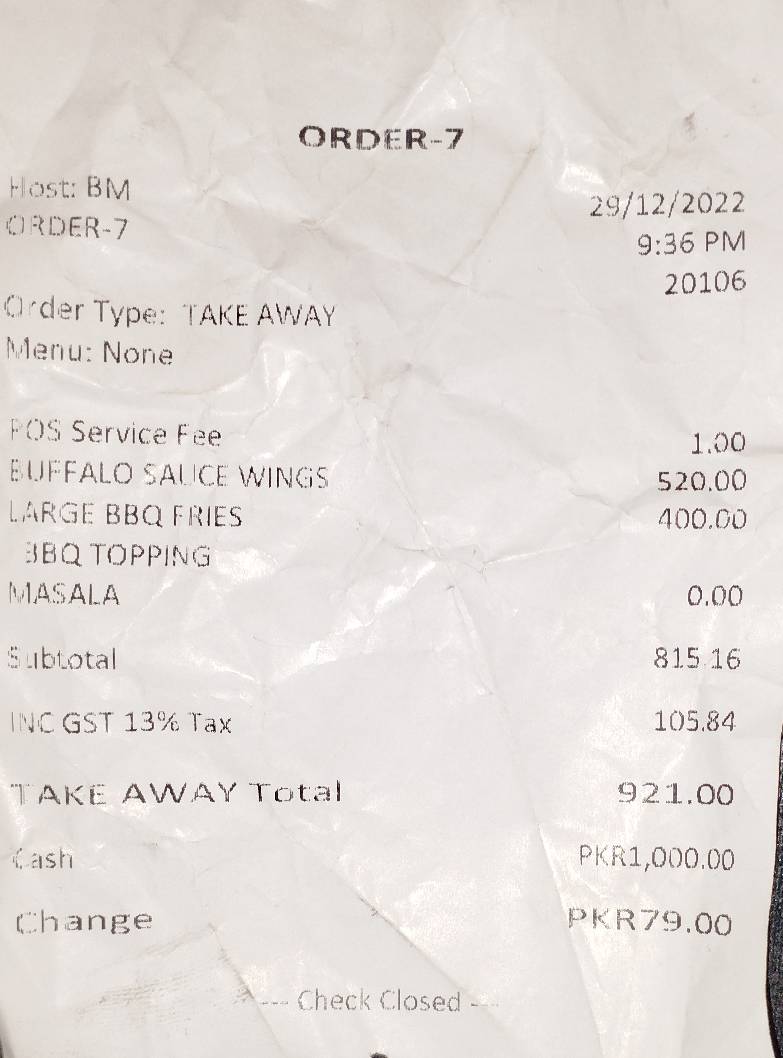 ORDER-7
Host: BM
29/12/2022
ORDER-7
9:36 PM
20106
Order Type: TAKE AWAY
Menu: None
POS Service Fee 1.00
BUFFALO SAUCE WINGS 520.00
LARGE BBQ FRIES 400.00
BBQ TOPPING
MASALA 0.00
Subtotal 815.16
INC GST 13% Tax 105.84
TAKE AWAY Total 921.00
Cash PKR1,000.00
Change PKR79.00
--- Check Closed ---